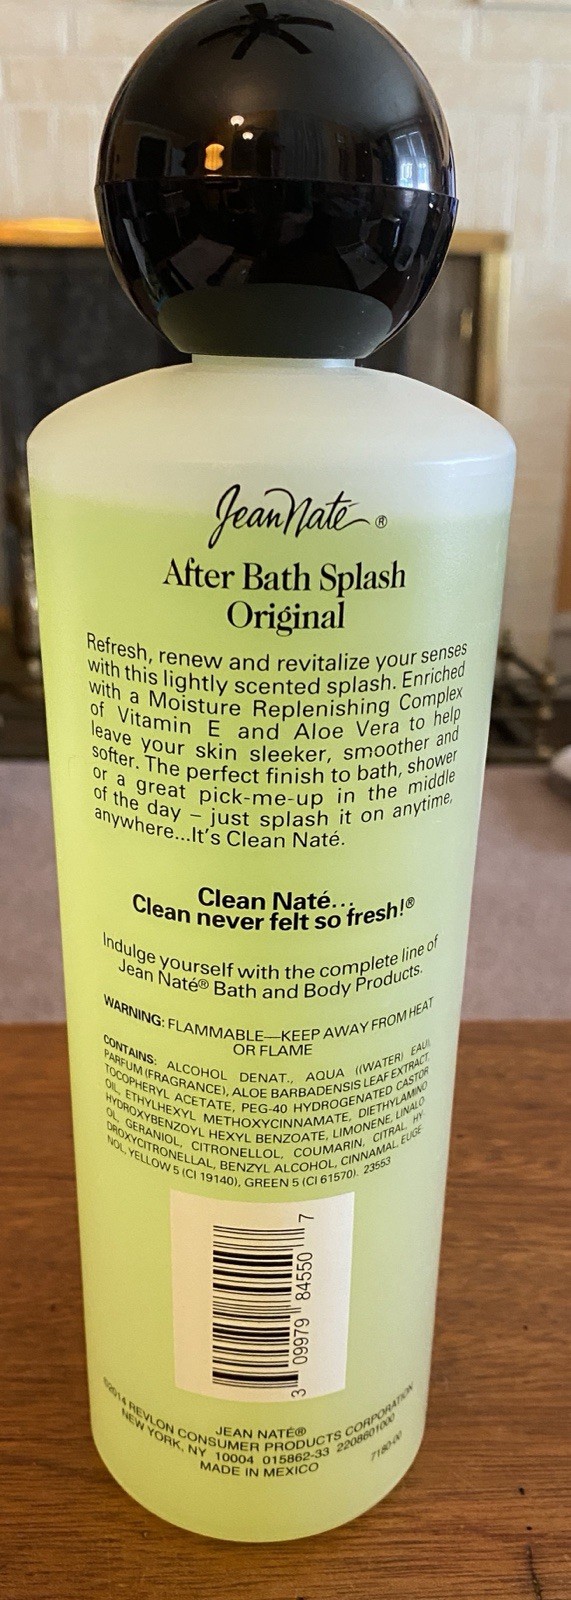 Jean Naté®
After Bath Splash
Original
Refresh, renew and revitalize your senses
with this lightly scented splash. Enriched
with a Moisture Replenishing Complex
of Vitamin E and Aloe Vera to help
leave your skin sleeker, smoother and
softer. The perfect finish to bath, shower
or a great pick-me-up in the middle
of the day – just splash it on anytime,
anywhere...It's Clean Naté.
Clean Naté...
Clean never felt so fresh!®
Indulge yourself with the complete line of
Jean Naté® Bath and Body Products.
WARNING: FLAMMABLE—KEEP AWAY FROM HEAT
OR FLAME
CONTAINS: ALCOHOL DENAT., AQUA ((WATER) EAU),
PARFUM (FRAGRANCE), ALOE BARBADENSIS LEAF EXTRACT,
TOCOPHERYL ACETATE, PEG-40 HYDROGENATED CASTOR
OIL, ETHYLHEXYL METHOXYCINNAMATE, DIETHYLAMINO
HYDROXYBENZOYL HEXYL BENZOATE, LIMONENE, LINALO-
OL, GERANIOL, CITRONELLOL, COUMARIN, CITRAL, HY-
DROXYCITRONELLAL, BENZYL ALCOHOL, CINNAMAL, EUGE
NOL, YELLOW 5 (CI 19140), GREEN 5 (CI 61570). 23553
3 09979 84550 7
JEAN NATÉ®
©2014 REVLON CONSUMER PRODUCTS CORPORATION
NEW YORK, NY 10004 015862-33 2208601000
MADE IN MEXICO
7180-00